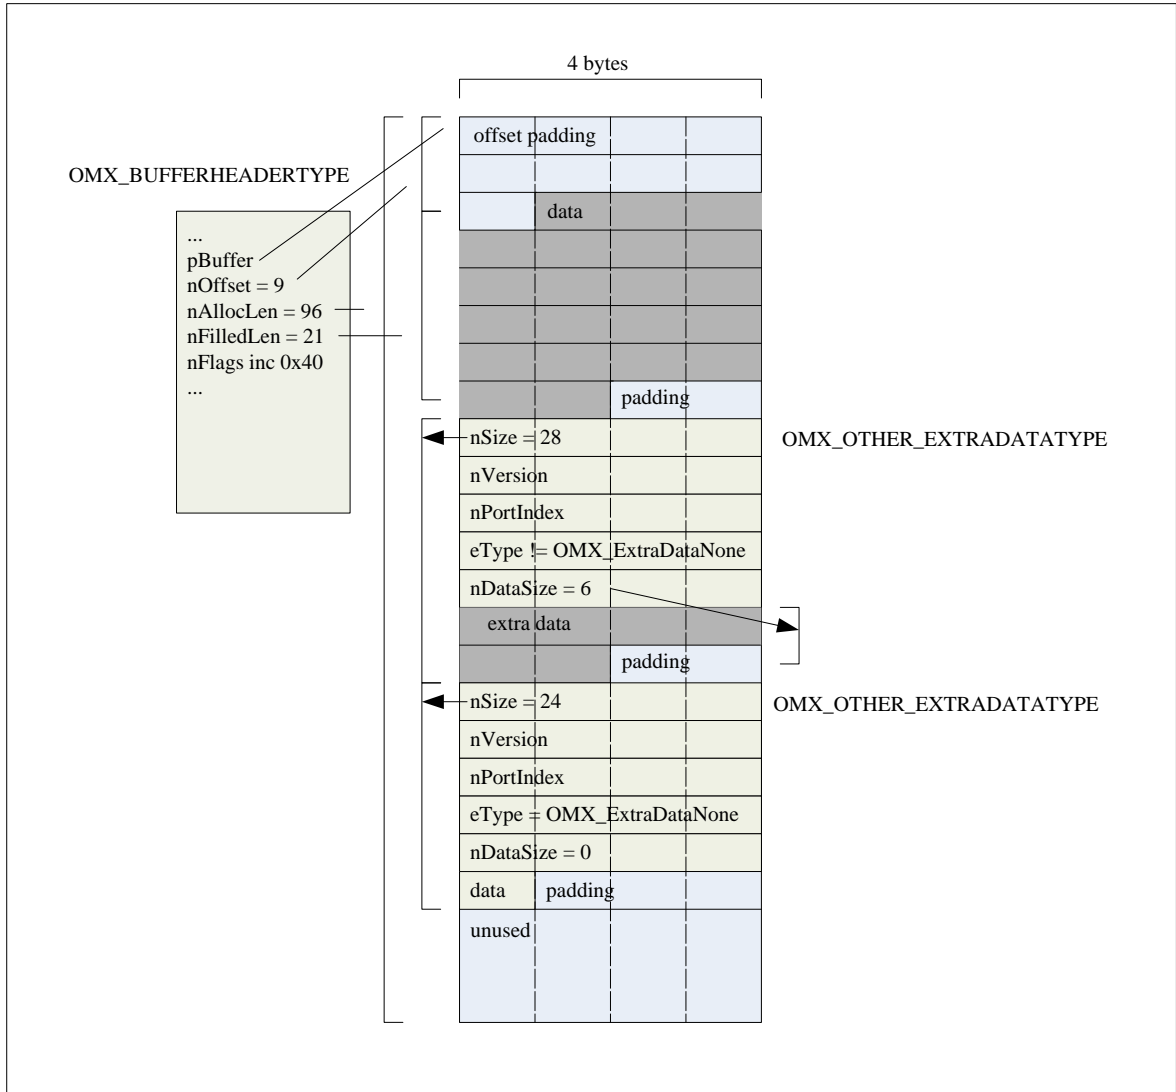 4 bytes
offset padding
OMX_BUFFERHEADERTYPE
data
...
pBuffer
nOffset = 9
nAllocLen = 96
nFilledLen = 21
nFlags inc 0x40
...
padding
nSize = 28
OMX_OTHER_EXTRADATATYPE
nVersion
nPortIndex
eType != OMX_ExtraDataNone
nDataSize = 6
extra data
padding
nSize = 24
OMX_OTHER_EXTRADATATYPE
nVersion
nPortIndex
eType = OMX_ExtraDataNone
nDataSize = 0
data
padding
unused